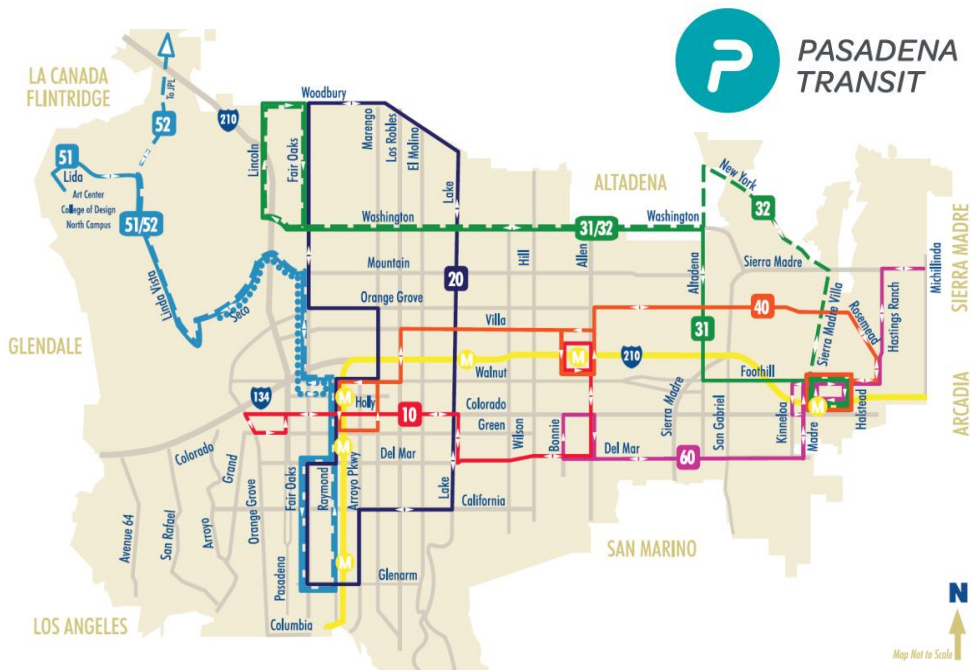 PASADENA
TRANSIT
P
LA CANADA
FLINTRIDGE
To JPL
52
210
Woodbury
Lincoln
Fair Oaks
Marengo
Los Robles
El Molino
Lake
ALTADENA
New York
32
51
Lida
Art Center
College of Design
North Campus
51/52
Washington
31/32
Washington
Hill
Allen
SIERRA MADRE
Michillinda
Linda Vista
Seco
Mountain
20
Orange Grove
Altadena
Sierra Madre
Sierra Madre Villa
Rosemead
Hastings Ranch
40
31
GLENDALE
Villa
M
Walnut
M
210
Foothill
134
M
Holly
10
Colorado
Green
Wilson
Bonnie
Sierra Madre
San Gabriel
Kinneloa
Madre
M
Halstead
ARCADIA
Colorado
Grand
M
Del Mar
Del Mar
60
Orange Grove
Fair Oaks
Raymond
Arroyo Pkwy
Lake
California
Avenue 64
San Rafael
Arroyo
Pasadena
M
Glenarm
SAN MARINO
LOS ANGELES
Columbia
N
Map Not to Scale